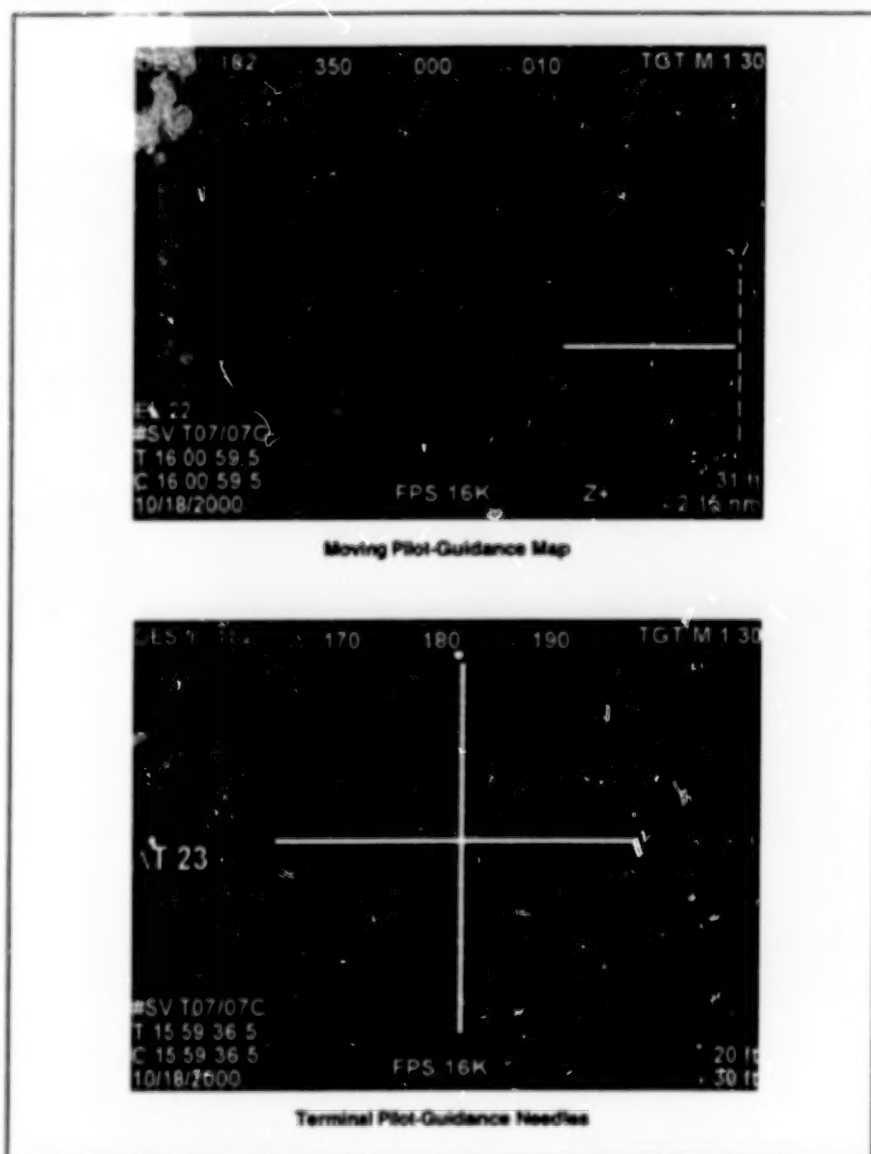 182 350 000 010 TGT M 1 30
22
#SV T07/07C
T 16 00 59.5
C 16 00 59 5
10/18/2000
FPS 16K Z+
31 ft
- 2.15 nm
Moving Pilot-Guidance Map
170 180 190 TGT M 1 30
23
#SV T07/07C
T 15 59 36 5
C 15 59 36 5
10/18/2000
FPS 16K
20 ft
- 30 ft
Terminal Pilot-Guidance Needles